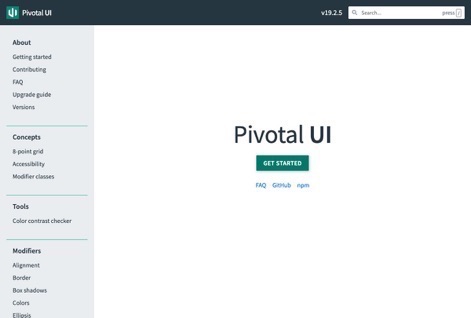 Pivotal UI
v19.2.5
Search...
press /
About
Getting started
Contributing
FAQ
Upgrade guide
Versions
Concepts
8-point grid
Accessibility
Modifier classes
Tools
Color contrast checker
Modifiers
Alignment
Border
Box shadows
Colors
Ellipsis
Pivotal UI
GET STARTED
FAQ GitHub npm